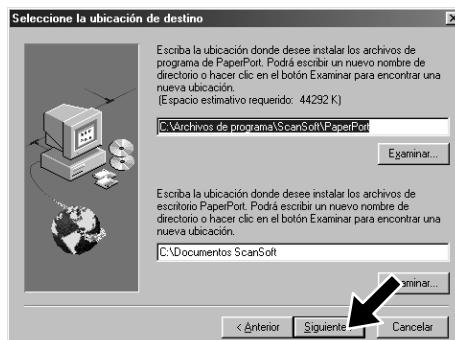 Seleccione la ubicación de destino
Escriba la ubicación donde desee instalar los archivos de
programa de PaperPort. Podrá escribir un nuevo nombre de
directorio o hacer clic en el botón Examinar para encontrar una
nueva ubicación.
(Espacio estimativo requerido: 44292 K)
C:\Archivos de programa\ScanSoft\PaperPort
Examinar...
Escriba la ubicación donde desee instalar los archivos de
escritorio PaperPort. Podrá escribir un nuevo nombre de
directorio o hacer clic en el botón Examinar para encontrar una
nueva ubicación.
C:\Documentos ScanSoft
aminar...
< Anterior Siguiente Cancelar